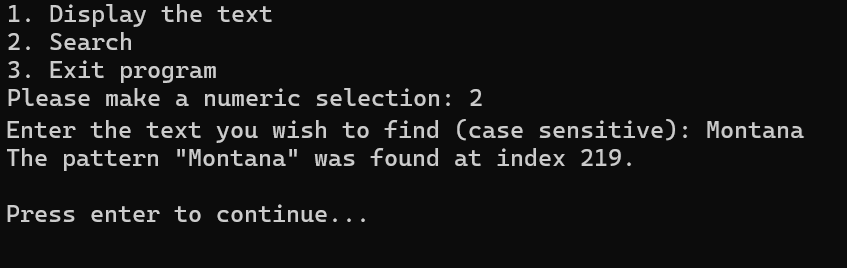 1. Display the text
2. Search
3. Exit program
Please make a numeric selection: 2
Enter the text you wish to find (case sensitive): Montana
The pattern "Montana" was found at index 219.
Press enter to continue...